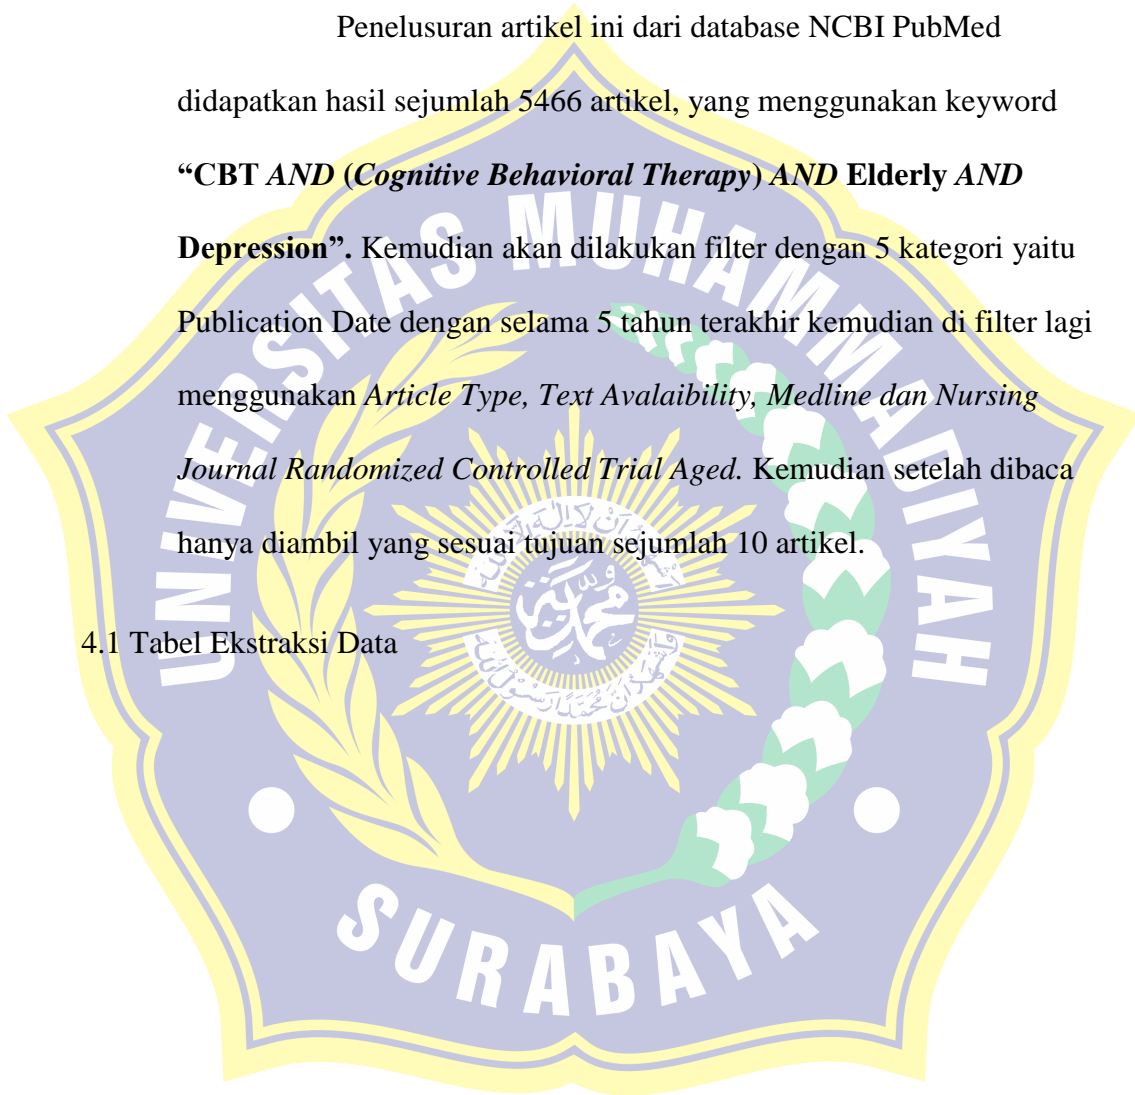 Penelusuran artikel ini dari database NCBI PubMed
didapatkan hasil sejumlah 5466 artikel, yang menggunakan keyword
“CBT AND (Cognitive Behavioral Therapy) AND Elderly AND
Depression”. Kemudian akan dilakukan filter dengan 5 kategori yaitu
Publication Date dengan selama 5 tahun terakhir kemudian di filter lagi
menggunakan Article Type, Text Avalaibility, Medline dan Nursing
Journal Randomized Controlled Trial Aged. Kemudian setelah dibaca
hanya diambil yang sesuai tujuan sejumlah 10 artikel.
4.1 Tabel Ekstraksi Data
UNIVERSITAS MUHAMMADIYAH
SURABAYA